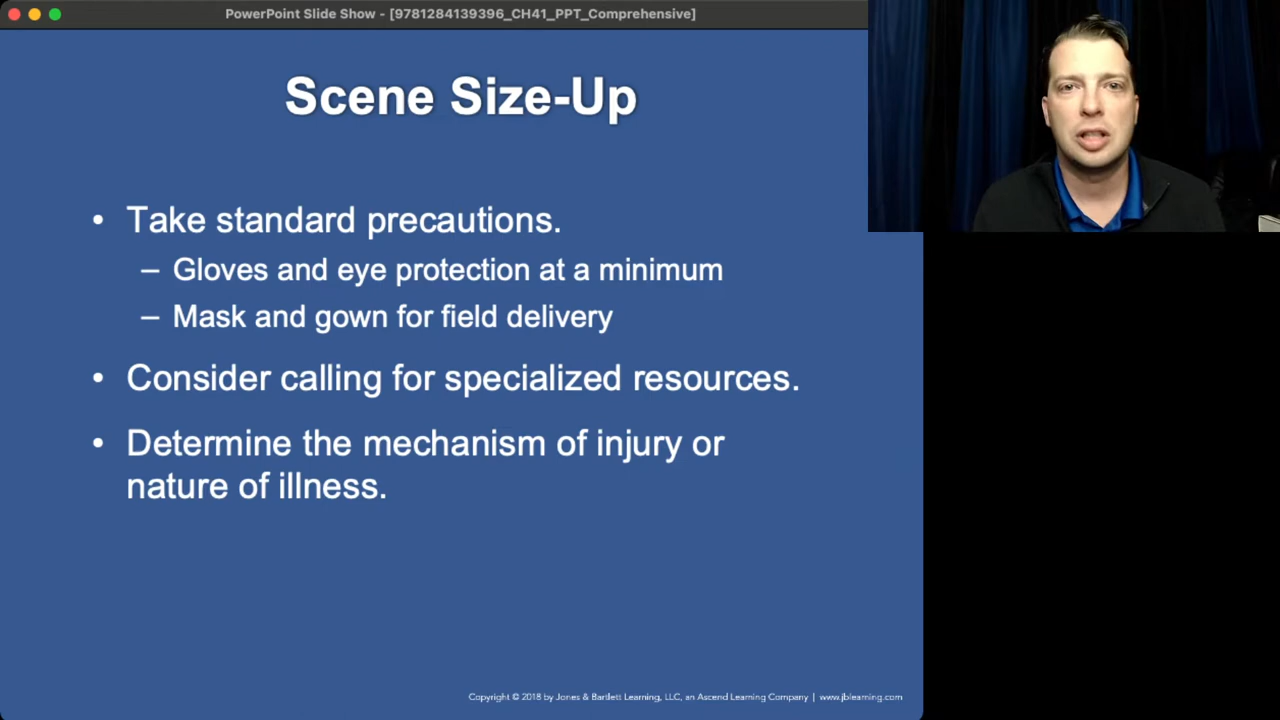 PowerPoint Slide Show - [9781284139396_CH41_PPT_Comprehensive]
Scene Size-Up
• Take standard precautions.
– Gloves and eye protection at a minimum
– Mask and gown for field delivery
• Consider calling for specialized resources.
• Determine the mechanism of injury or
nature of illness.
Copyright © 2018 by Jones & Bartlett Learning, LLC, an Ascend Learning Company | www.jblearning.com